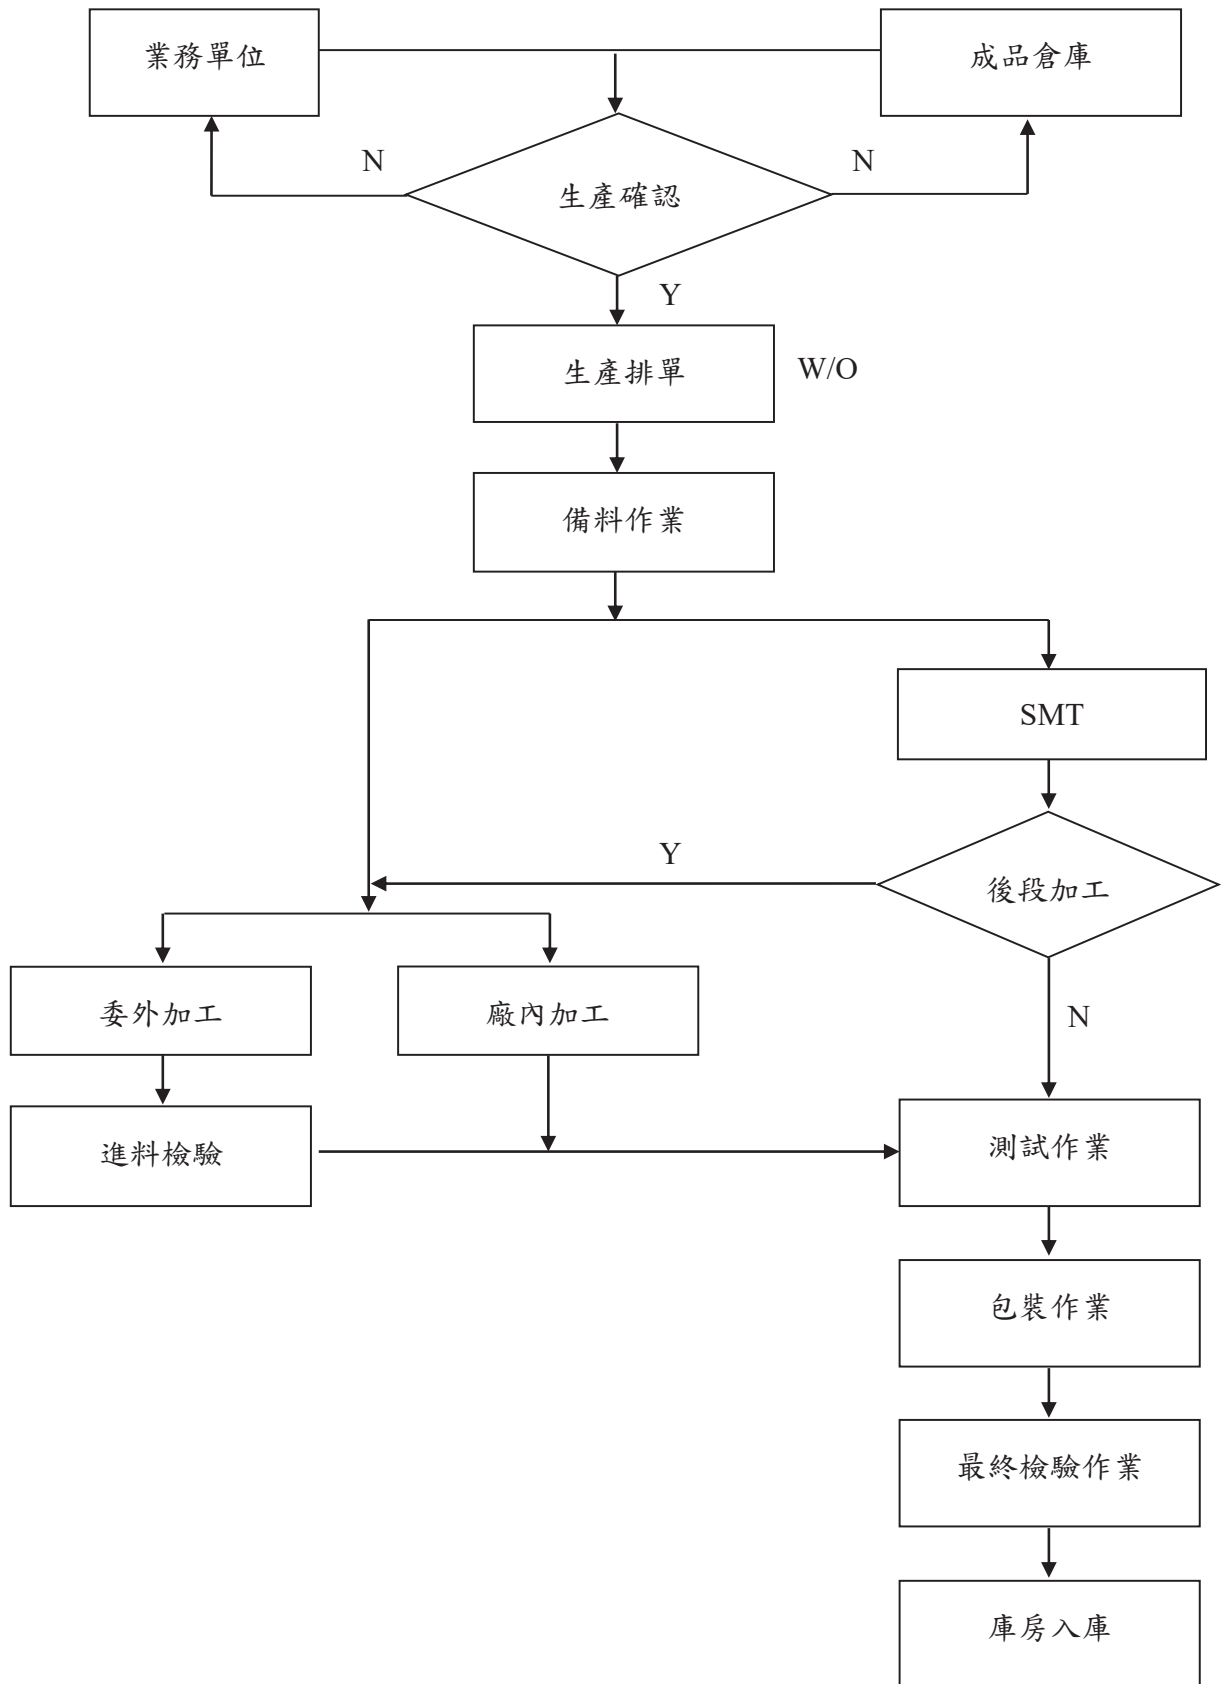 業務單位
成品倉庫
N
N
生產確認
Y
生產排單
W/O
備料作業
SMT
Y
後段加工
委外加工
廠內加工
N
進料檢驗
測試作業
包裝作業
最終檢驗作業
庫房入庫